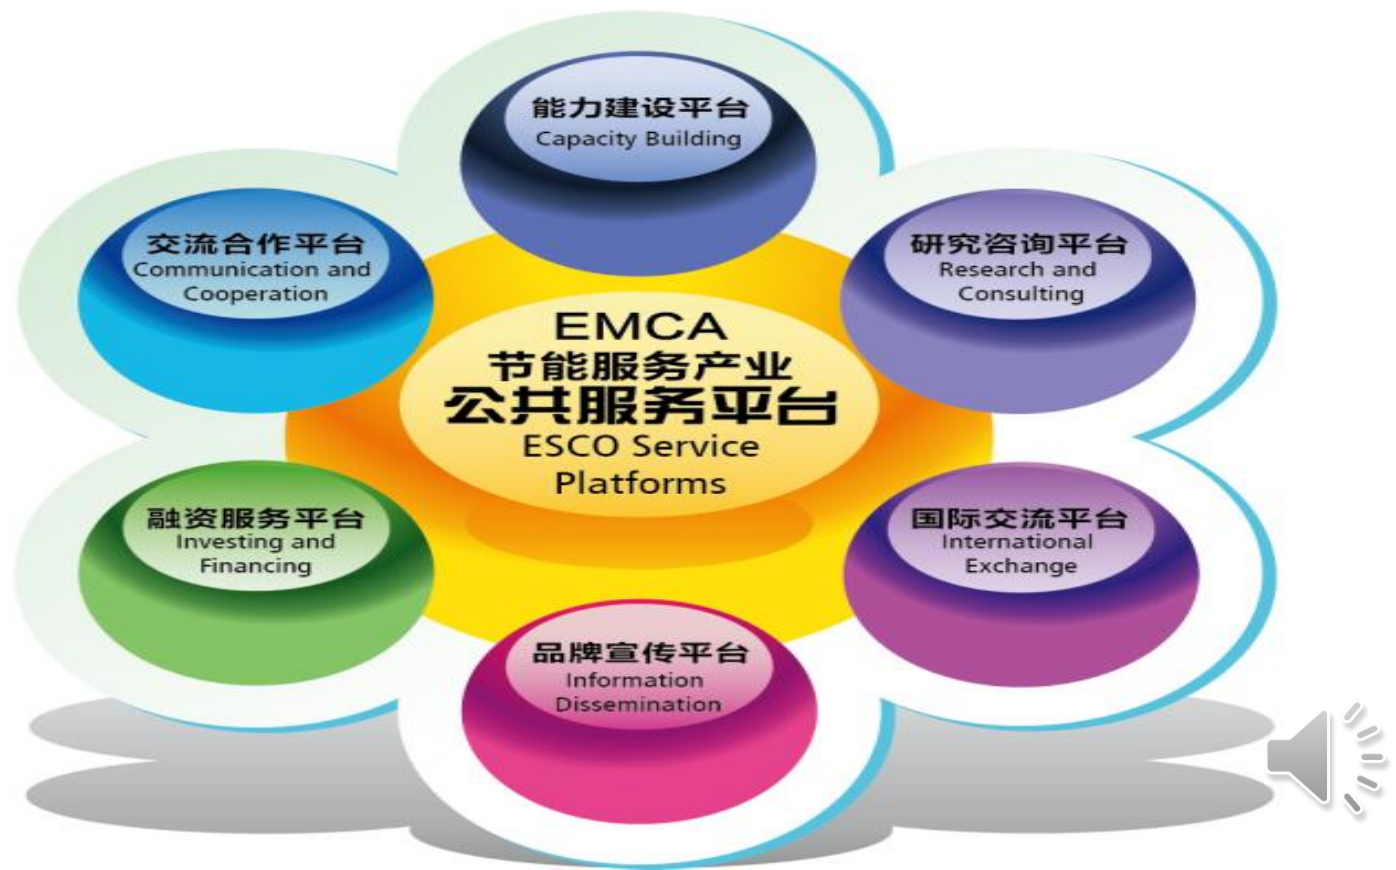 能力建设平台
Capacity Building
交流合作平台
Communication and
Cooperation
研究咨询平台
Research and
Consulting
EMCA
节能服务产业
公共服务平台
ESCO Service
Platforms
融资服务平台
Investing and
Financing
国际交流平台
International
Exchange
品牌宣传平台
Information
Dissemination